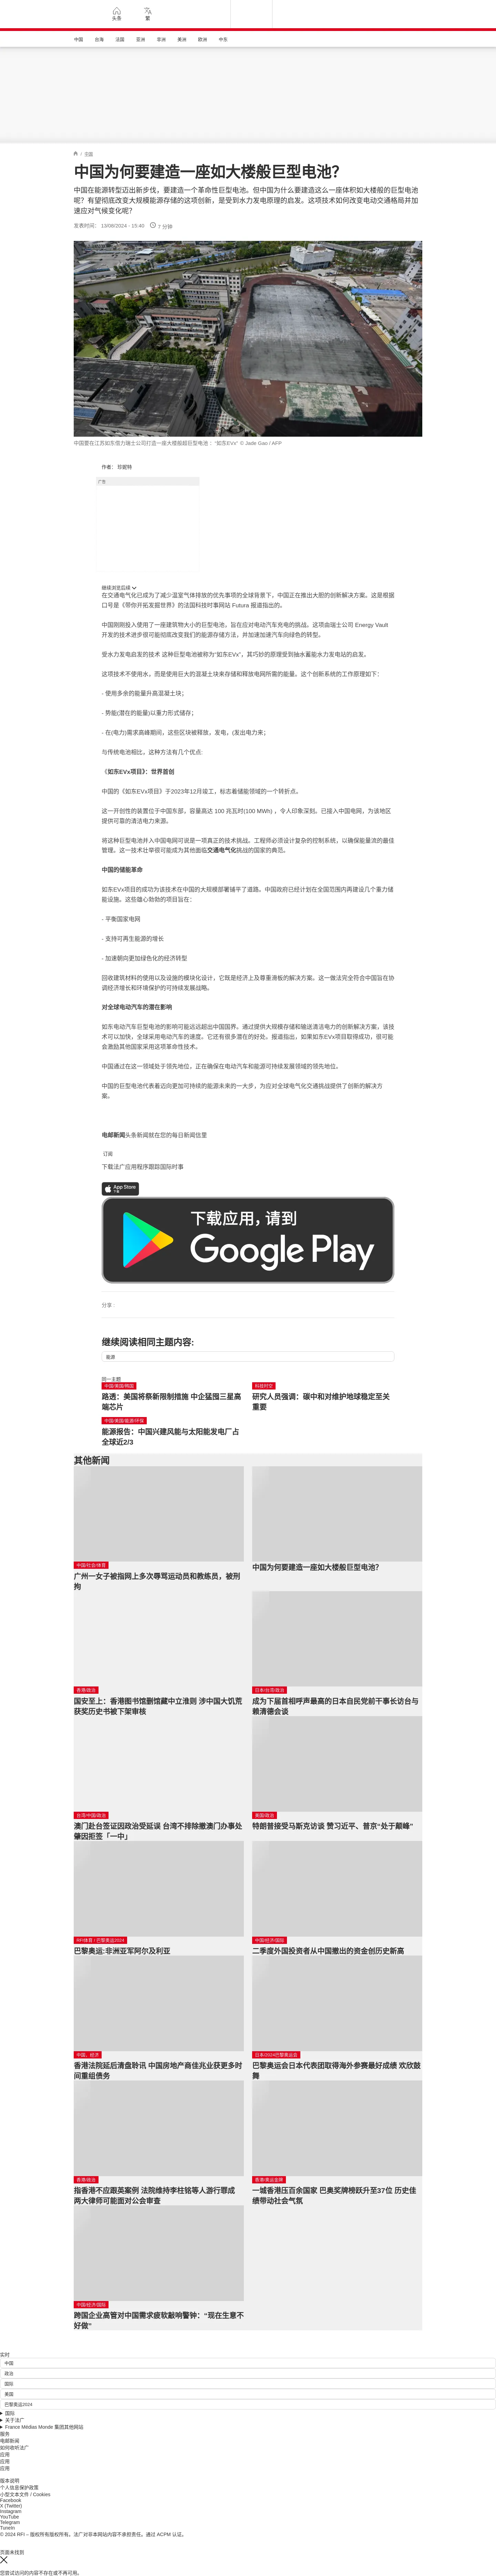 头条
繁
中国
台海
法国
亚洲
非洲
美洲
欧洲
中东
/ 法国
中国为何要建造一座如大楼般巨型电池？
中国在能源转型迈出新步伐，要建造一个革命性巨型电池。但中国为什么要建造这么一座体积如大楼般的巨型电池呢？有望彻底改变大规模能源存储的这项创新，是受到水力发电原理的启发。这项技术如何改变电动交通格局并加速应对气候变化呢？
发表时间： 13/08/2024 - 15:40
7 分钟
中国要在江苏如东借力瑞士公司打造一座大楼般超巨型电池 ：“如东EVx” © Jade Gao / AFP
作者： 珍妮特
广告
继续浏览后续
在交通电气化已成为了减少温室气体排放的优先事项的全球背景下，中国正在推出大胆的创新解决方案。这是根据口号是《带你开拓发掘世界》的法国科技时事网站 Futura 报道指出的。
中国刚刚投入使用了一座建筑物大小的巨型电池，旨在应对电动汽车充电的挑战。这项由瑞士公司 Energy Vault 开发的技术进步很可能彻底改变我们的能源存储方法，并加速加速汽车向绿色的转型。
受水力发电启发的技术 这种巨型电池被称为“如东EVx”，其巧妙的原理受到抽水蓄能水力发电站的启发。
这项技术不使用水，而是使用巨大的混凝土块来存储和释放电网所需的能量。这个创新系统的工作原理如下：
- 使用多余的能量升高混凝土块；
- 势能(潜在的能量)以重力形式储存；
- 在(电力)需求高峰期间，这些区块被释放，发电，(发出电力来；
与传统电池相比，这种方法有几个优点:
《如东EVx项目》：世界首创
中国的《如东EVx项目》于2023年12月竣工，标志着储能领域的一个转折点。
这一开创性的装置位于中国东部，容量高达 100 兆瓦时(100 MWh) ，令人印象深刻。已接入中国电网，为该地区提供可靠的清洁电力来源。
将这种巨型电池并入中国电网可说是一项真正的技术挑战。工程师必须设计复杂的控制系统，以确保能量流的最佳管理。这一技术壮举很可能成为其他面临交通电气化挑战的国家的典范。
中国的储能革命
如东EVx项目的成功为该技术在中国的大规模部署铺平了道路。中国政府已经计划在全国范围内再建设几个重力储能设施。这些雄心勃勃的项目旨在：
- 平衡国家电网
- 支持可再生能源的增长
- 加速朝向更加绿色化的经济转型
回收建筑材料的使用以及设施的模块化设计，它既是经济上及尊重滑板的解决方案。这一做法完全符合中国旨在协调经济增长和环境保护的可持续发展战略。
对全球电动汽车的潜在影响
如东电动汽车巨型电池的影响可能远远超出中国国界。通过提供大规模存储和输送清洁电力的创新解决方案，该技术可以加快，全球采用电动汽车的速度。它还有很多潜在的好处。报道指出，如果如东EVx项目取得成功，很可能会激励其他国家采用这项革命性技术。
中国通过在这一领域处于领先地位，正在确保在电动汽车和能源可持续发展领域的领先地位。
中国的巨型电池代表着迈向更加可持续的能源未来的一大步，为应对全球电气化交通挑战提供了创新的解决方案。
电邮新闻头条新闻就在您的每日新闻信里
订阅
下载法广应用程序跟踪国际时事
App Store
下载
下载应用，请到
Google Play
分享 :
继续阅读相同主题内容:
能源
同一主题
中国/美国/韩国
路透：美国将祭新限制措施 中企猛囤三星高端芯片
科技时空
研究人员强调：碳中和对维护地球稳定至关重要
中国/美国/能源/环保
能源报告：中国兴建风能与太阳能发电厂占全球近2/3
其他新闻
中国/社会/体育
广州一女子被指网上多次辱骂运动员和教练员，被刑拘
中国为何要建造一座如大楼般巨型电池？
香港/政治
国安至上：香港图书馆删馆藏中立准则 涉中国大饥荒获奖历史书被下架审核
日本/台湾/政治
成为下届首相呼声最高的日本自民党前干事长访台与赖清德会谈
台湾/中国/政治
澳门赴台签证因政治受延误 台湾不排除撤澳门办事处 肇因拒签「一中」
美国/政治
特朗普接受马斯克访谈 赞习近平、普京“处于颠峰”
RFI体育 / 巴黎奥运2024
巴黎奥运:非洲亚军阿尔及利亚
中国/经济/国际
二季度外国投资者从中国撤出的资金创历史新高
中国、经济
香港法院延后清盘聆讯 中国房地产商佳兆业获更多时间重组债务
日本/2024巴黎奥运会
巴黎奥运会日本代表团取得海外参赛最好成绩 欢欣鼓舞
香港/政治
指香港不应跟英案例 法院维持李柱铭等人游行罪成 两大律师可能面对公会审查
香港/奥运金牌
一城香港压百余国家 巴奥奖牌榜跃升至37位 历史佳绩带动社会气氛
中国/经济/国际
跨国企业高管对中国需求疲软敲响警钟：“现在生意不好做”
实时
中国
政治
国际
美国
巴黎奥运2024
国际
关于法广
France Médias Monde 集团其他网站
服务
电邮新闻
如何收听法广
应用
应用
应用
版本说明
个人信息保护政策
小型文本文件 / Cookies
Facebook
X (Twitter)
Instagram
YouTube
Telegram
TuneIn
© 2024 RFI – 版权所有版权所有。法广对非本网站内容不承担责任。通过 ACPM 认证。
页面未找到
您尝试访问的内容不存在或不再可用。